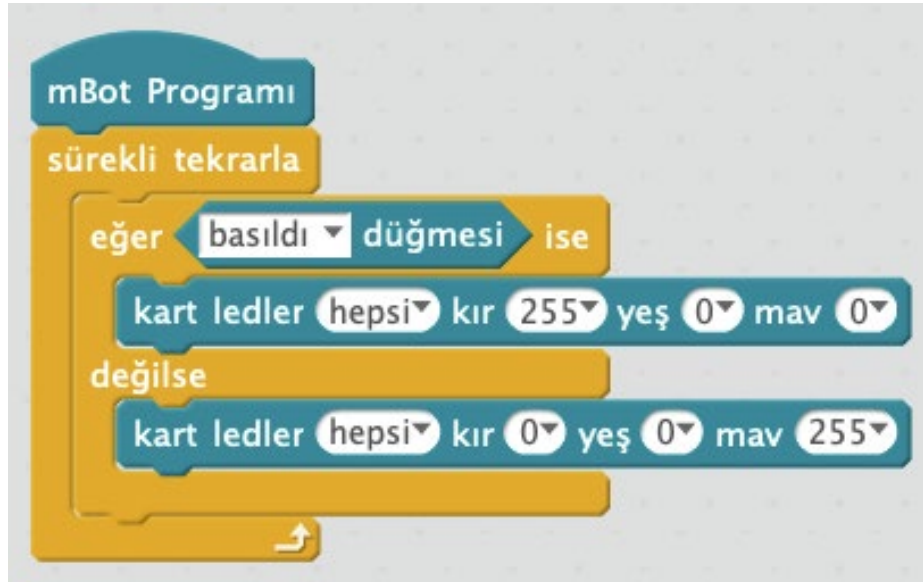 mBot Programı
sürekli tekrarla
eğer basıldı düğmesi ise
kart ledler hepsi kır 255 yeş 0 mav 0
değilse
kart ledler hepsi kır 0 yeş 0 mav 255